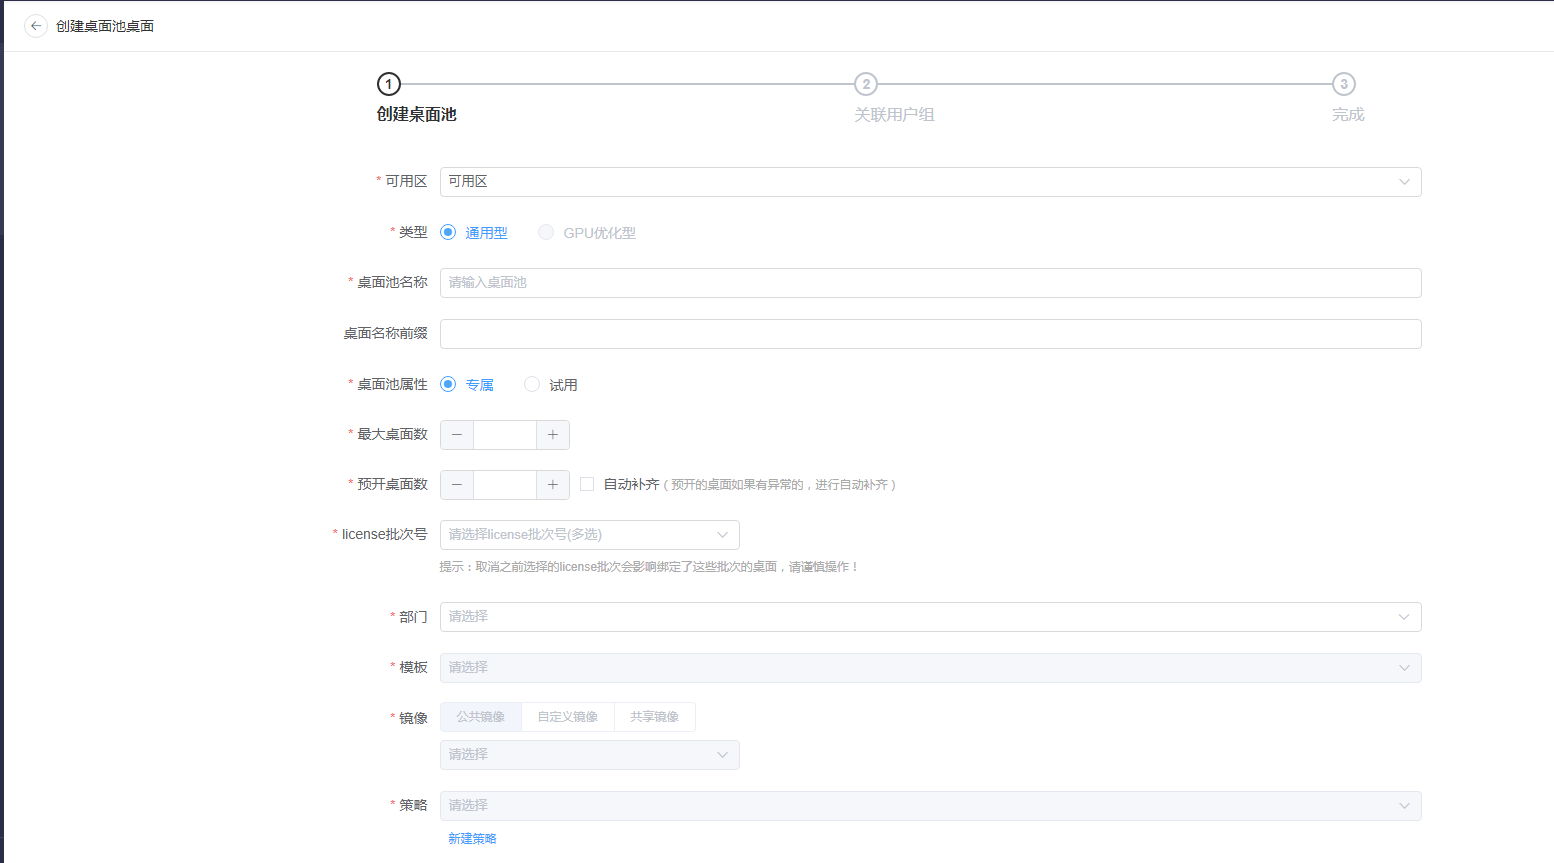 创建桌面池桌面
1 2 3
创建桌面池 关联用户组 完成
* 可用区 可用区
* 类型 通用型 GPU优化型
* 桌面池名称 请输入桌面池
桌面名称前缀
* 桌面池属性 专属 试用
* 最大桌面数 − +
* 预开桌面数 − + 自动补齐（预开的桌面如果有异常的，进行自动补齐）
* license批次号 请选择license批次号(多选)
提示：取消之前选择的license批次会影响绑定了这些批次的桌面，请谨慎操作！
* 部门 请选择
* 模板 请选择
* 镜像 公共镜像 自定义镜像 共享镜像
请选择
* 策略 请选择
新建策略